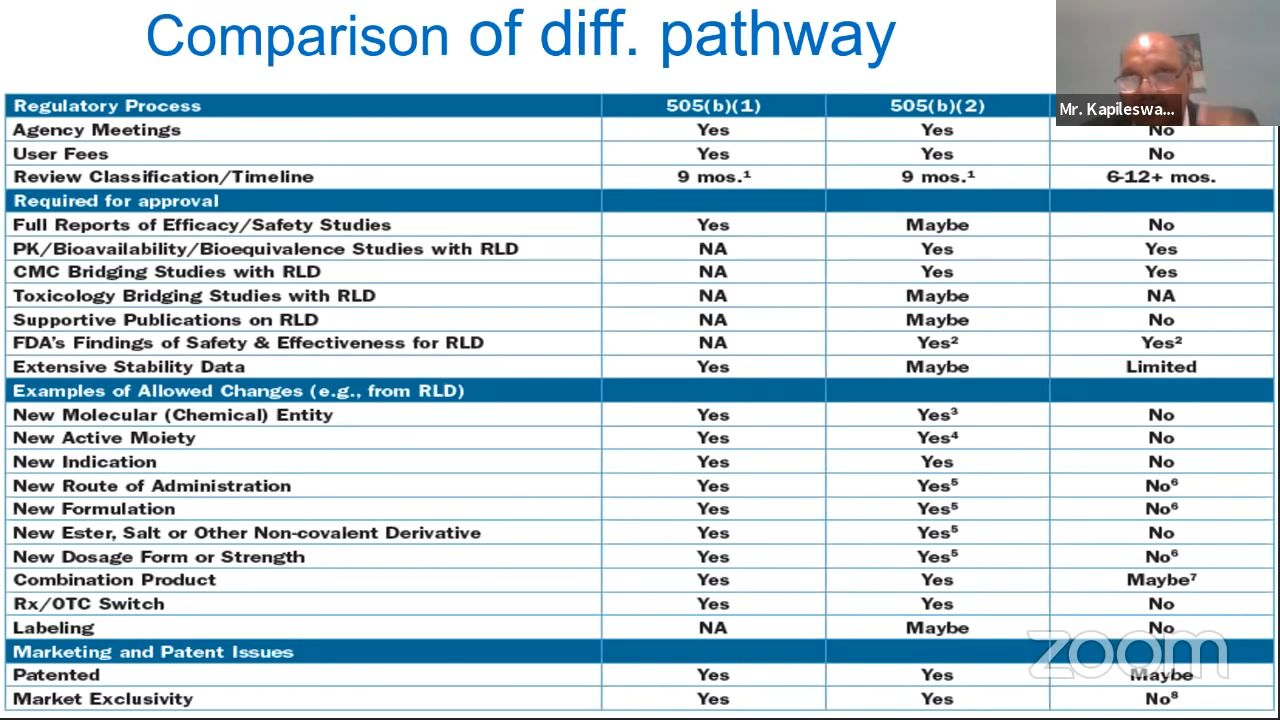 Comparison of diff. pathway
Mr. Kapileswa...
Regulatory Process 505(b)(1) 505(b)(2)
Agency Meetings Yes Yes No
User Fees Yes Yes No
Review Classification/Timeline 9 mos.¹ 9 mos.¹ 6-12+ mos.
Required for approval
Full Reports of Efficacy/Safety Studies Yes Maybe No
PK/Bioavailability/Bioequivalence Studies with RLD NA Yes Yes
CMC Bridging Studies with RLD NA Yes Yes
Toxicology Bridging Studies with RLD NA Maybe NA
Supportive Publications on RLD NA Maybe No
FDA's Findings of Safety & Effectiveness for RLD NA Yes² Yes²
Extensive Stability Data Yes Maybe Limited
Examples of Allowed Changes (e.g., from RLD)
New Molecular (Chemical) Entity Yes Yes³ No
New Active Moiety Yes Yes⁴ No
New Indication Yes Yes No
New Route of Administration Yes Yes⁵ No⁶
New Formulation Yes Yes⁵ No⁶
New Ester, Salt or Other Non-covalent Derivative Yes Yes⁵ No
New Dosage Form or Strength Yes Yes⁵ No⁶
Combination Product Yes Yes Maybe⁷
Rx/OTC Switch Yes Yes No
Labeling NA Maybe No
Marketing and Patent Issues
Patented Yes Yes Maybe
Market Exclusivity Yes Yes No⁸
zoom